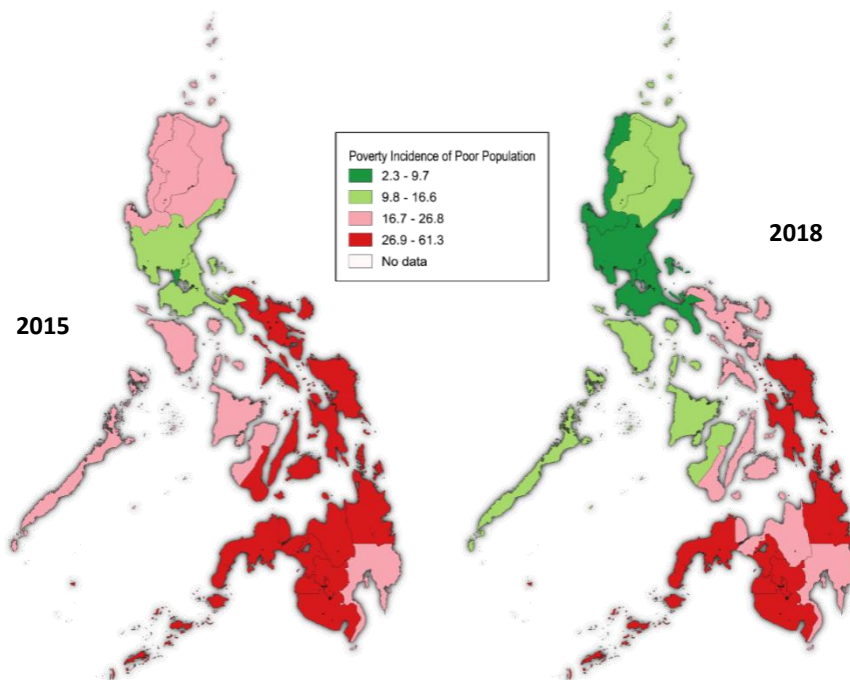 Poverty Incidence of Poor Population
2.3 - 9.7
9.8 - 16.6
16.7 - 26.8
26.9 - 61.3
No data
2018
2015